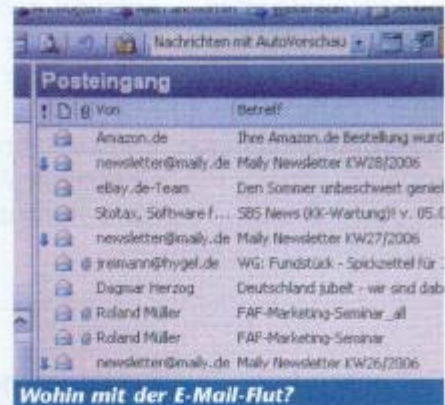 Nachrichten mit AutoVorschau
Posteingang
! Von Betreff
Amazon.de Ihre Amazon.de Bestellung wurd
newsletter@maily.de Maily Newsletter KW28/2006
eBay.de-Team Den Sommer unbeschwert genie
Stotax, Software f... SBS News (KK-Wartung)! v. 05.
newsletter@maily.de Maily Newsletter KW27/2006
jreimann@hygel.de WG: Fundstück - Spickzettel für
Dagmar Herzog Deutschland jubelt - wir sind dab
Roland Müller FAF-Marketing-Seminar_all
Roland Müller FAF-Marketing-Seminar
newsletter@maily.de Maily Newsletter KW26/2006
Wohin mit der E-Mail-Flut?